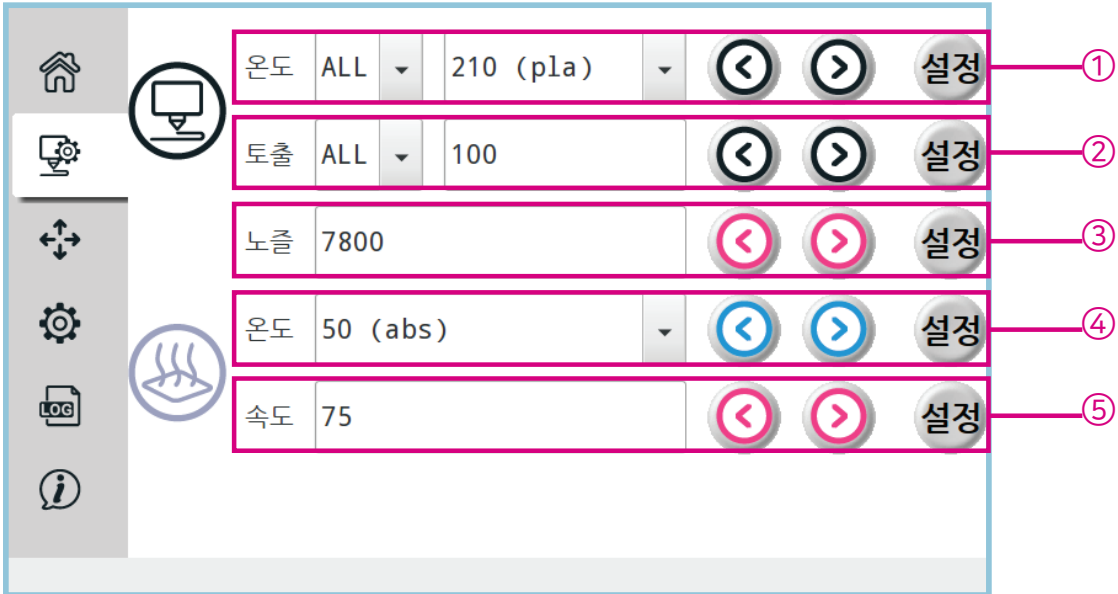 온도 ALL 210 (pla) 설정 ①
토출 ALL 100 설정 ②
노즐 7800 설정 ③
온도 50 (abs) 설정 ④
LOG
속도 75 설정 ⑤
i